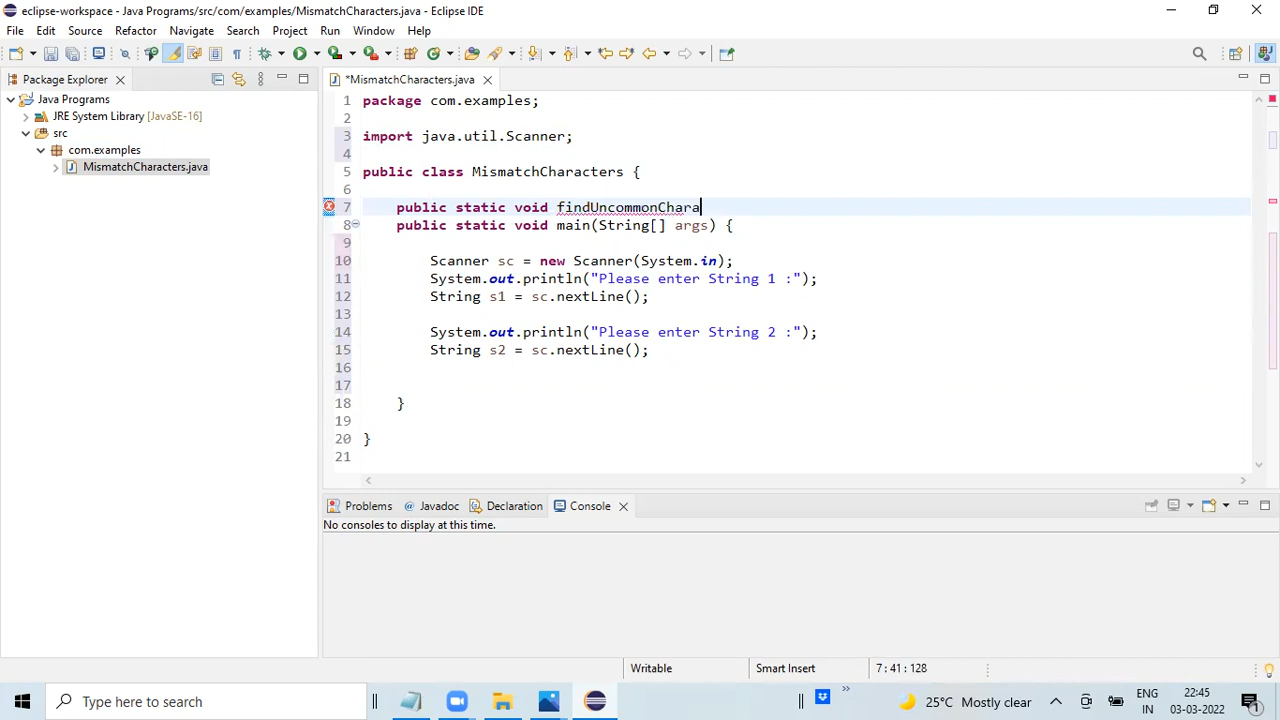 eclipse-workspace - Java Programs/src/com/examples/MismatchCharacters.java - Eclipse IDE
File Edit Source Refactor Navigate Search Project Run Window Help
Package Explorer
Java Programs
JRE System Library [JavaSE-16]
src
com.examples
MismatchCharacters.java
*MismatchCharacters.java
1 package com.examples;
2
3 import java.util.Scanner;
4
5 public class MismatchCharacters {
6
7 public static void findUncommonChara
8 public static void main(String[] args) {
9
10 Scanner sc = new Scanner(System.in);
11 System.out.println("Please enter String 1 :");
12 String s1 = sc.nextLine();
13
14 System.out.println("Please enter String 2 :");
15 String s2 = sc.nextLine();
16
17
18 }
19
20 }
21
Problems @ Javadoc Declaration Console
No consoles to display at this time.
Writable Smart Insert 7 : 41 : 128
Type here to search
25°C Mostly clear
ENG
IN
22:45
03-03-2022
1